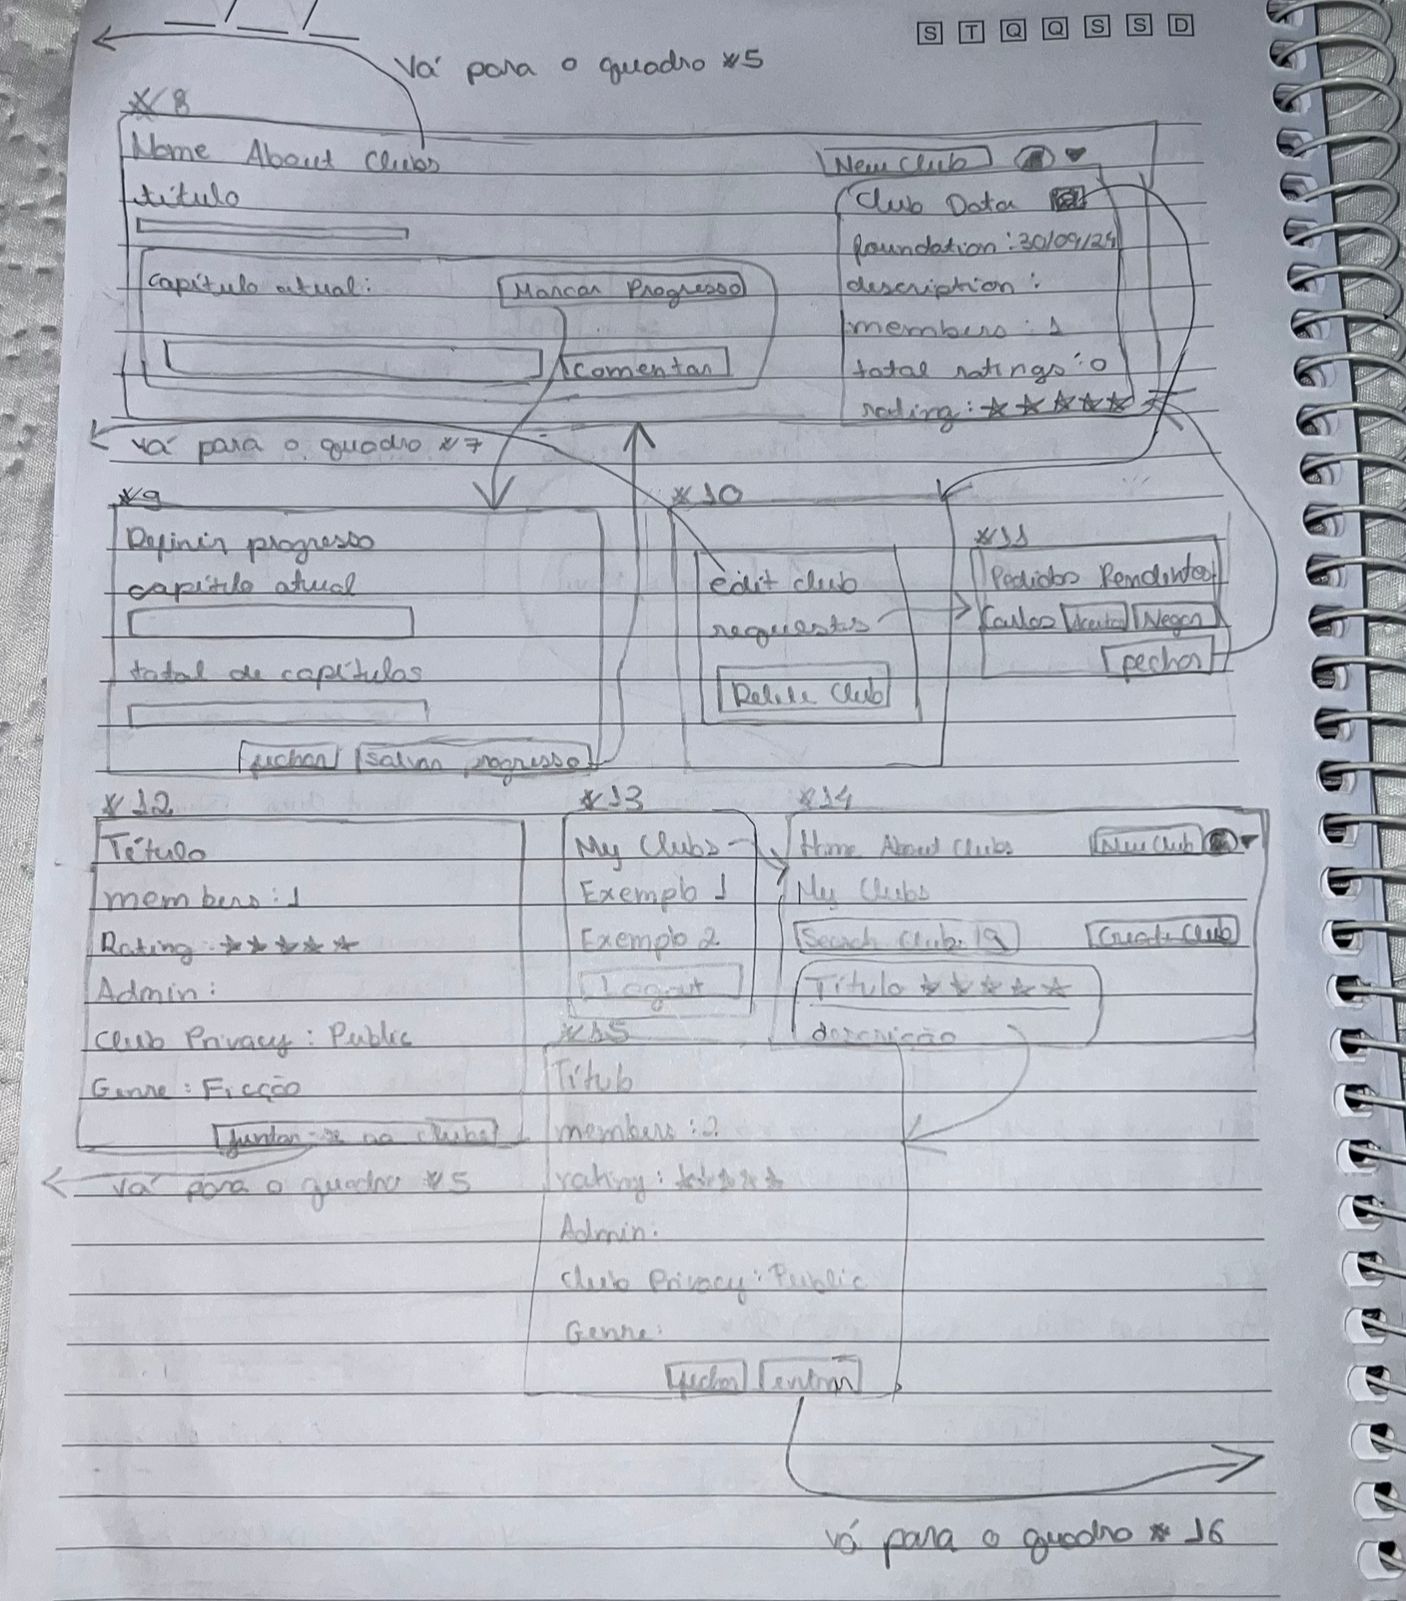 S T Q Q S S D
Vá para o quadro *5
*8
Home About Clubs New Club
título Club Data
foundation: 30/09/24
capítulo atual: Marcar Progresso description:
members: 1
Comentar total ratings: 0
rating: ★★★★★
vá para o quadro *7
*9 *10
Definir progresso *11
capítulo atual edit club Pedidos Pendentes
requests Carlos Aceitar Negar
total de capítulos fechar
Delete Club
fechar salvar progresso
*12 *13 *14
Título My Clubs Home About Clubs New Club
members: 1 Exemplo 1 My Clubs
Rating: ★★★★★ Exemplo 2 Search Club Create Club
Admin: Logout Título ★★★★★
Club Privacy: Public *15 descrição
Genre: Ficção Título
Juntar-se ao clube members: 2
vá para o quadro *5 rating: ★★★★★
Admin:
Club Privacy: Public
Genre:
fechar entrar
vá para o quadro *16